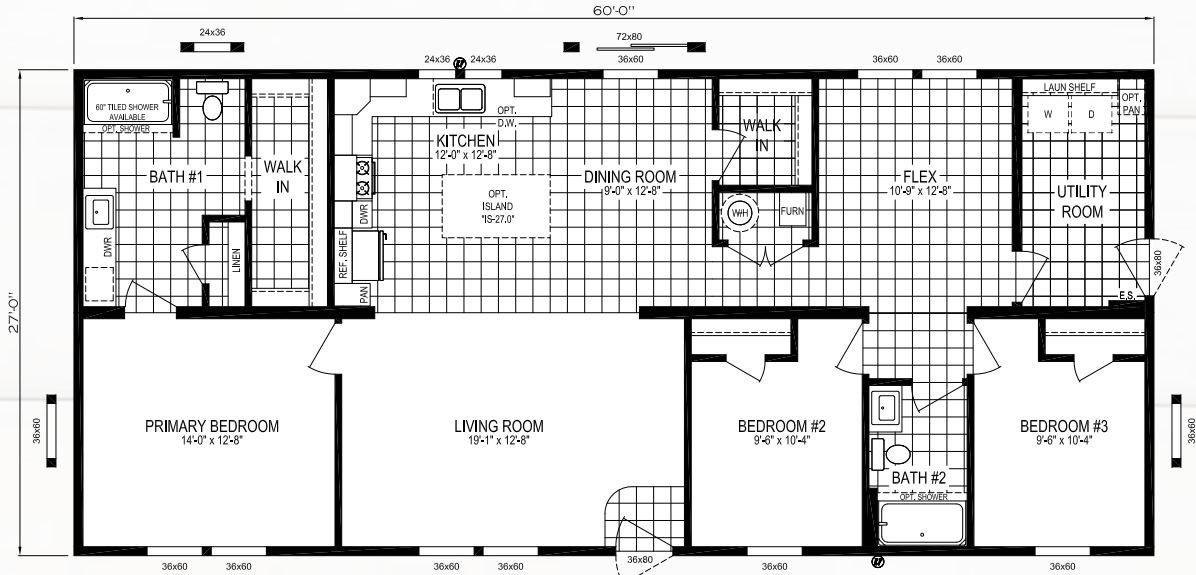 60'-0"
24x36
72x80
24x36 24x36
36x60
36x60 36x60
60" TILED SHOWER
AVAILABLE
OPT. SHOWER
BATH #1
DWR
LINEN
WALK
IN
KITCHEN
12'-0" x 12'-8"
OPT.
D.W.
OPT.
ISLAND
"IS-27.0"
DWR
REF. SHELF
PAN
DINING ROOM
9'-0" x 12'-8"
WALK
IN
W/H
FURN
FLEX
10'-9" x 12'-8"
LAUN SHELF
W D
OPT.
PAN
UTILITY
ROOM
E.S.
36x80
27'-0"
36x60
PRIMARY BEDROOM
14'-0" x 12'-8"
LIVING ROOM
19'-1" x 12'-8"
BEDROOM #2
9'-6" x 10'-4"
BATH #2
OPT. SHOWER
BEDROOM #3
9'-6" x 10'-4"
36x60
36x60 36x60
36x60 36x60
36x80
36x60
36x60